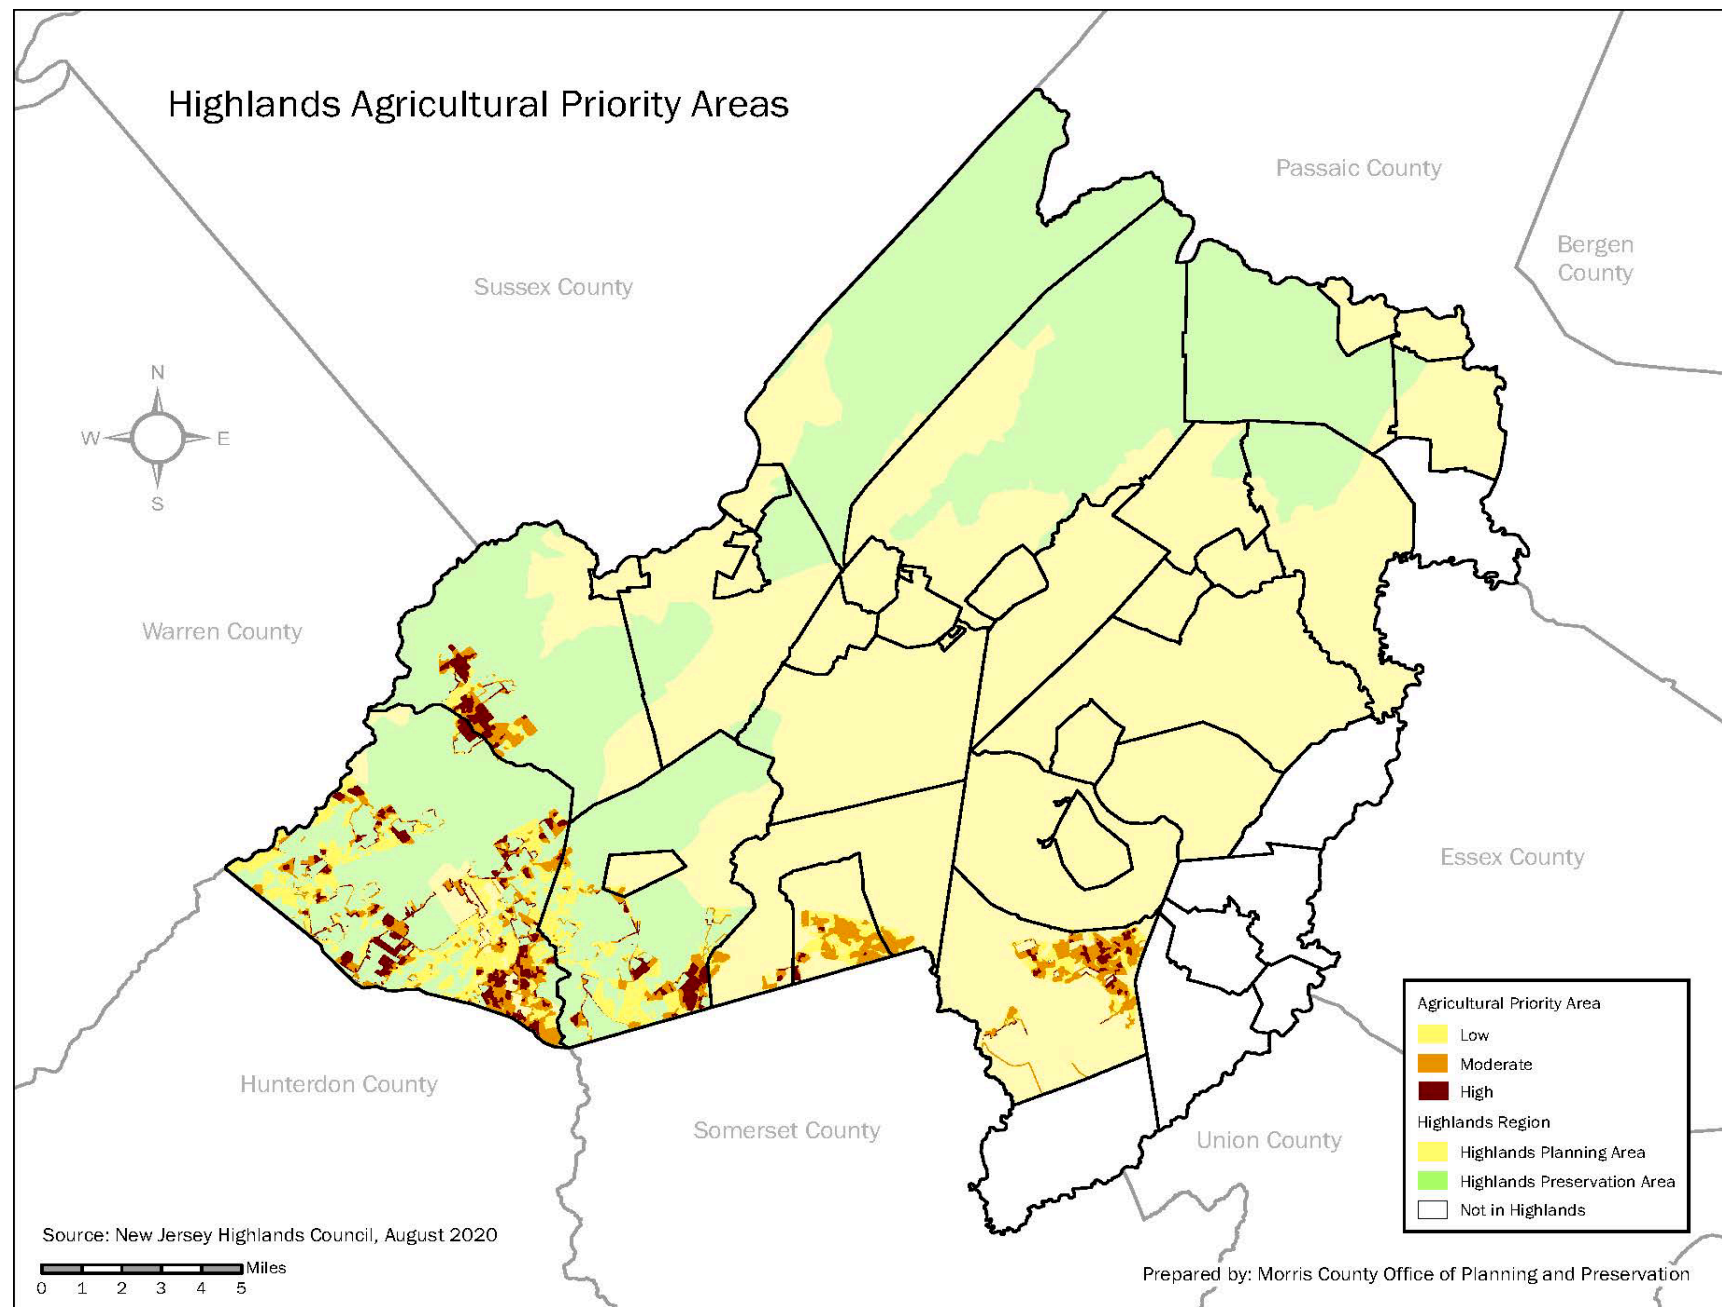 Highlands Agricultural Priority Areas
Passaic County
Bergen
County
Sussex County
N
W
E
S
Warren County
Essex County
Hunterdon County
Somerset County
Union County
Agricultural Priority Area
Low
Moderate
High
Highlands Region
Highlands Planning Area
Highlands Preservation Area
Not in Highlands
Source: New Jersey Highlands Council, August 2020
Miles
0 1 2 3 4 5
Prepared by: Morris County Office of Planning and Preservation